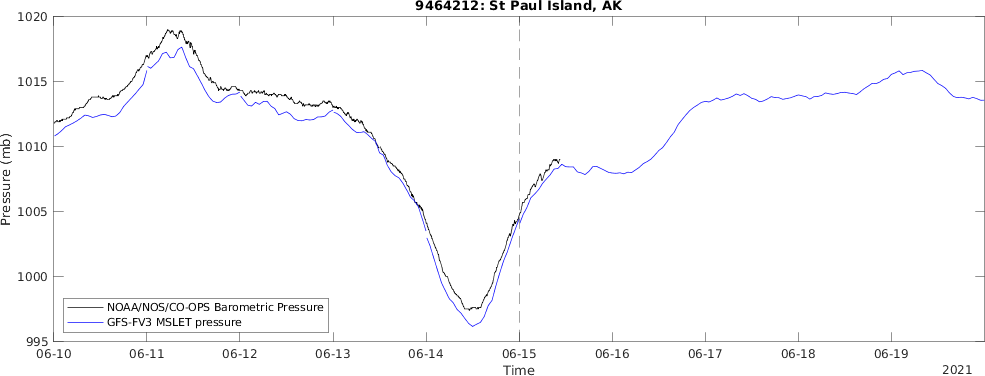 9464212: St Paul Island, AK
1020
1015
1010
1005
1000
995
Pressure (mb)
NOAA/NOS/CO-OPS Barometric Pressure
GFS-FV3 MSLET pressure
06-10 06-11 06-12 06-13 06-14 06-15 06-16 06-17 06-18 06-19
Time
2021